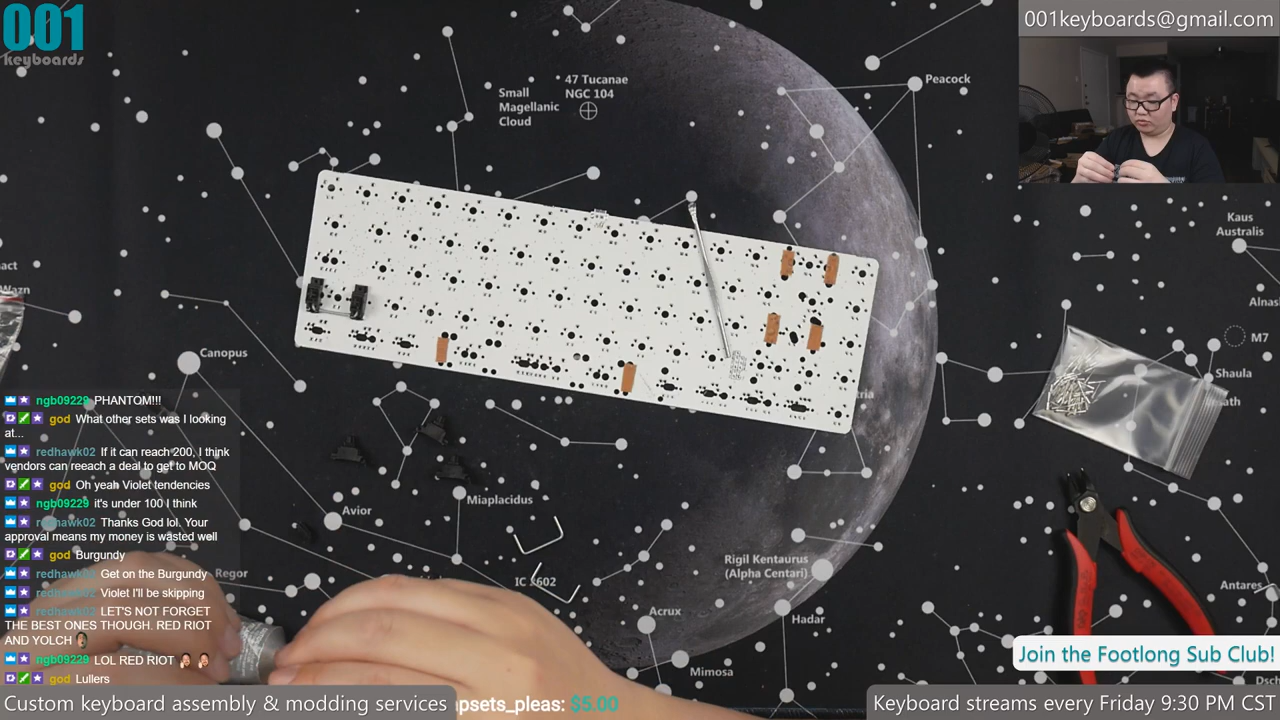 001
keyboards
001keyboards@gmail.com
47 Tucanae
NGC 104
Small
Magellanic
Cloud
Peacock
Kaus
Australis
Wazn
Canopus
M7
Shaula
ngb09229 PHANTOM!!!!
god What other sets was I looking
at...
redhawk02 If it can reach 200, I think
vendors can reeach a deal to get to MOQ
god Oh yeah Violet tendencies
ngb09229 it's under 100 I think
redhawk02 Thanks God lol. Your
approval means my money is wasted well
god Burgundy
redhawk02 Get on the Burgundy
redhawk02 Violet I'll be skipping
redhawk02 LET'S NOT FORGET
THE BEST ONES THOUGH. RED RIOT
AND YOLCH
ngb09229 LOL RED RIOT
god Lullers
Miaplacidus
Avior
Regor
Rigil Kentaurus
(Alpha Centari)
Antares
Acrux
Hadar
Mimosa
Join the Footlong Sub Club!
Custom keyboard assembly & modding services
apsets_pleas: $5.00
Keyboard streams every Friday 9:30 PM CST